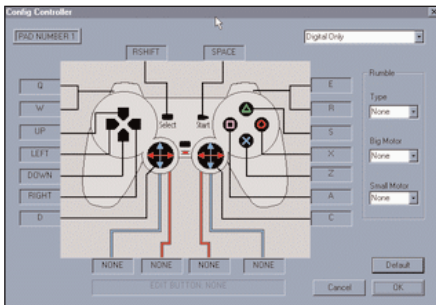 Config Controller
PAD NUMBER 1
Digital Only
RSHIFT
SPACE
Q
W
UP
LEFT
DOWN
RIGHT
D
Select
Start
E
R
S
X
Z
A
C
Rumble
Type
None
Big Motor
None
Small Motor
None
NONE
NONE
NONE
NONE
EDIT BUTTON: NONE
Default
Cancel
OK